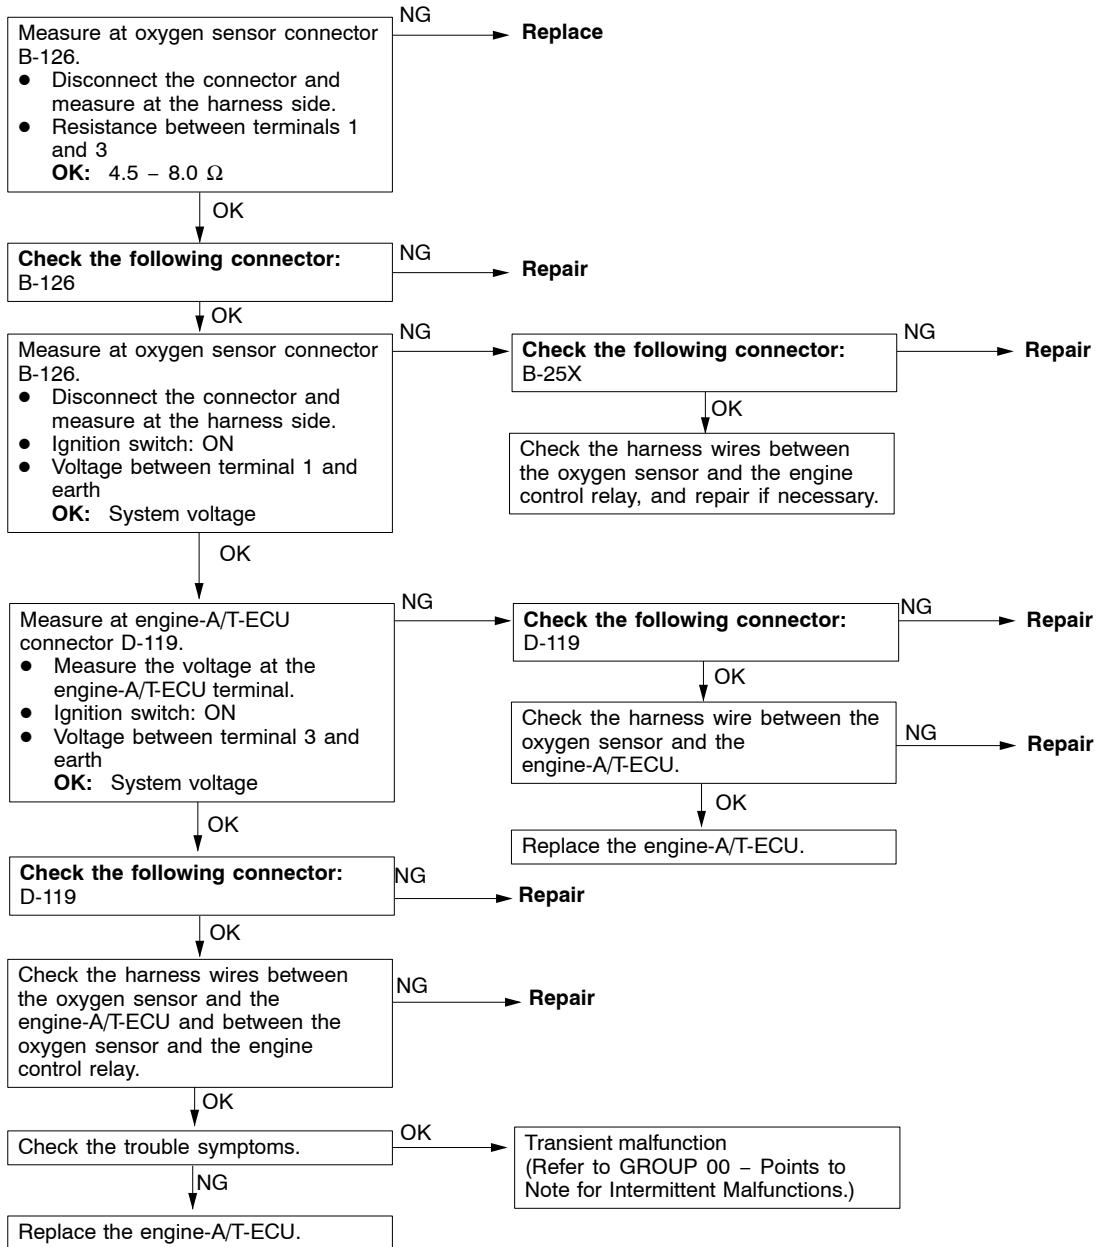 Measure at oxygen sensor connector
B-126.
● Disconnect the connector and
measure at the harness side.
● Resistance between terminals 1
and 3
OK: 4.5 – 8.0 Ω
NG
Replace
OK
Check the following connector:
B-126
NG
Repair
OK
Measure at oxygen sensor connector
B-126.
● Disconnect the connector and
measure at the harness side.
● Ignition switch: ON
● Voltage between terminal 1 and
earth
OK: System voltage
NG
Check the following connector:
B-25X
NG
Repair
OK
Check the harness wires between
the oxygen sensor and the engine
control relay, and repair if necessary.
OK
Measure at engine-A/T-ECU
connector D-119.
● Measure the voltage at the
engine-A/T-ECU terminal.
● Ignition switch: ON
● Voltage between terminal 3 and
earth
OK: System voltage
NG
Check the following connector:
D-119
NG
Repair
OK
Check the harness wire between the
oxygen sensor and the
engine-A/T-ECU.
NG
Repair
OK
Replace the engine-A/T-ECU.
OK
Check the following connector:
D-119
NG
Repair
OK
Check the harness wires between
the oxygen sensor and the
engine-A/T-ECU and between the
oxygen sensor and the engine
control relay.
NG
Repair
OK
Check the trouble symptoms.
OK
Transient malfunction
(Refer to GROUP 00 – Points to
Note for Intermittent Malfunctions.)
NG
Replace the engine-A/T-ECU.